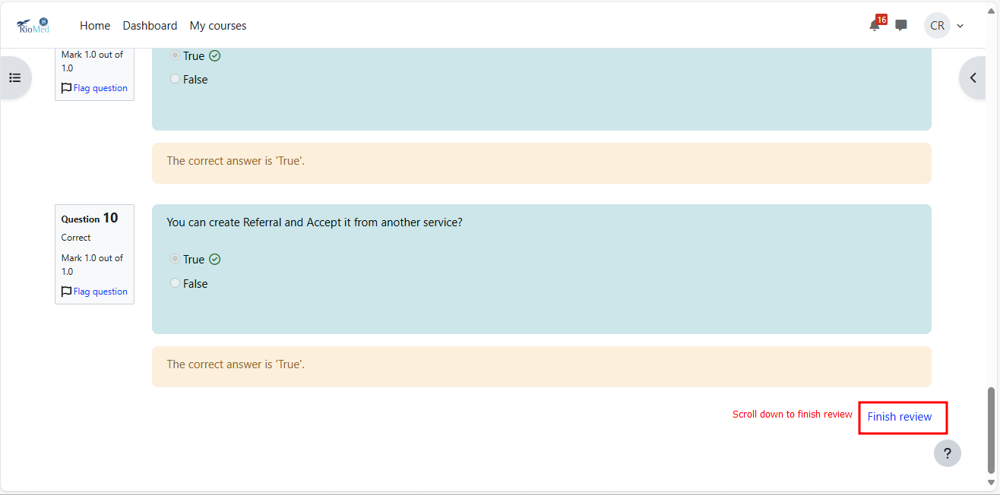 RioMed
Home Dashboard My courses
16
CR
Mark 1.0 out of
1.0
Flag question
True
False
The correct answer is 'True'.
Question 10
Correct
Mark 1.0 out of
1.0
Flag question
You can create Referral and Accept it from another service?
True
False
The correct answer is 'True'.
Scroll down to finish review Finish review
?